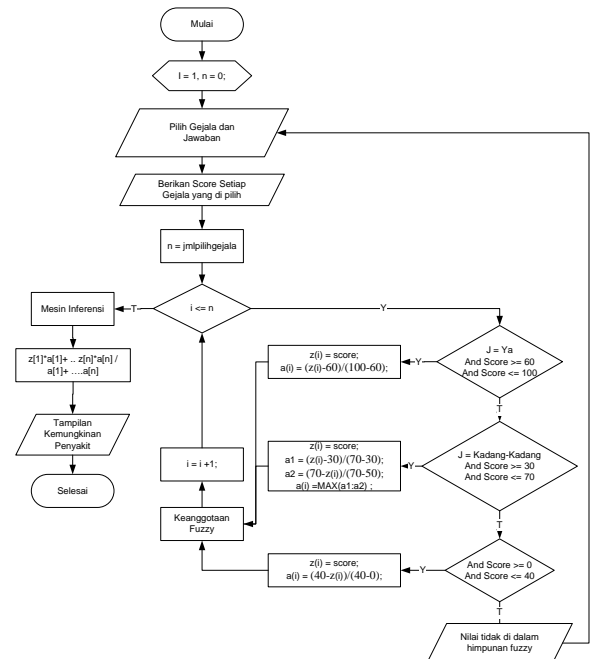 Mulai
I = 1, n = 0;
Pilih Gejala dan
Jawaban
Berikan Score Setiap
Gejala yang di pilih
n = jmlpilihgejala
i <= n
T
Y
Mesin Inferensi
z[1]*a[1]+ .. z[n]*a[n] /
a[1]+ ....a[n]
Tampilan
Kemungkinan
Penyakit
Selesai
J = Ya
And Score >= 60
And Score <= 100
Y
z(i) = score;
a(i) = (z(i)-60)/(100-60);
T
J = Kadang-Kadang
And Score >= 30
And Score <= 70
Y
z(i) = score;
a1 = (z(i)-30)/(70-30);
a2 = (70-z(i))/(70-50);
a(i) =MAX(a1:a2) ;
i = i +1;
Keanggotaan
Fuzzy
T
And Score >= 0
And Score <= 40
Y
z(i) = score;
a(i) = (40-z(i))/(40-0);
T
Nilai tidak di dalam
himpunan fuzzy